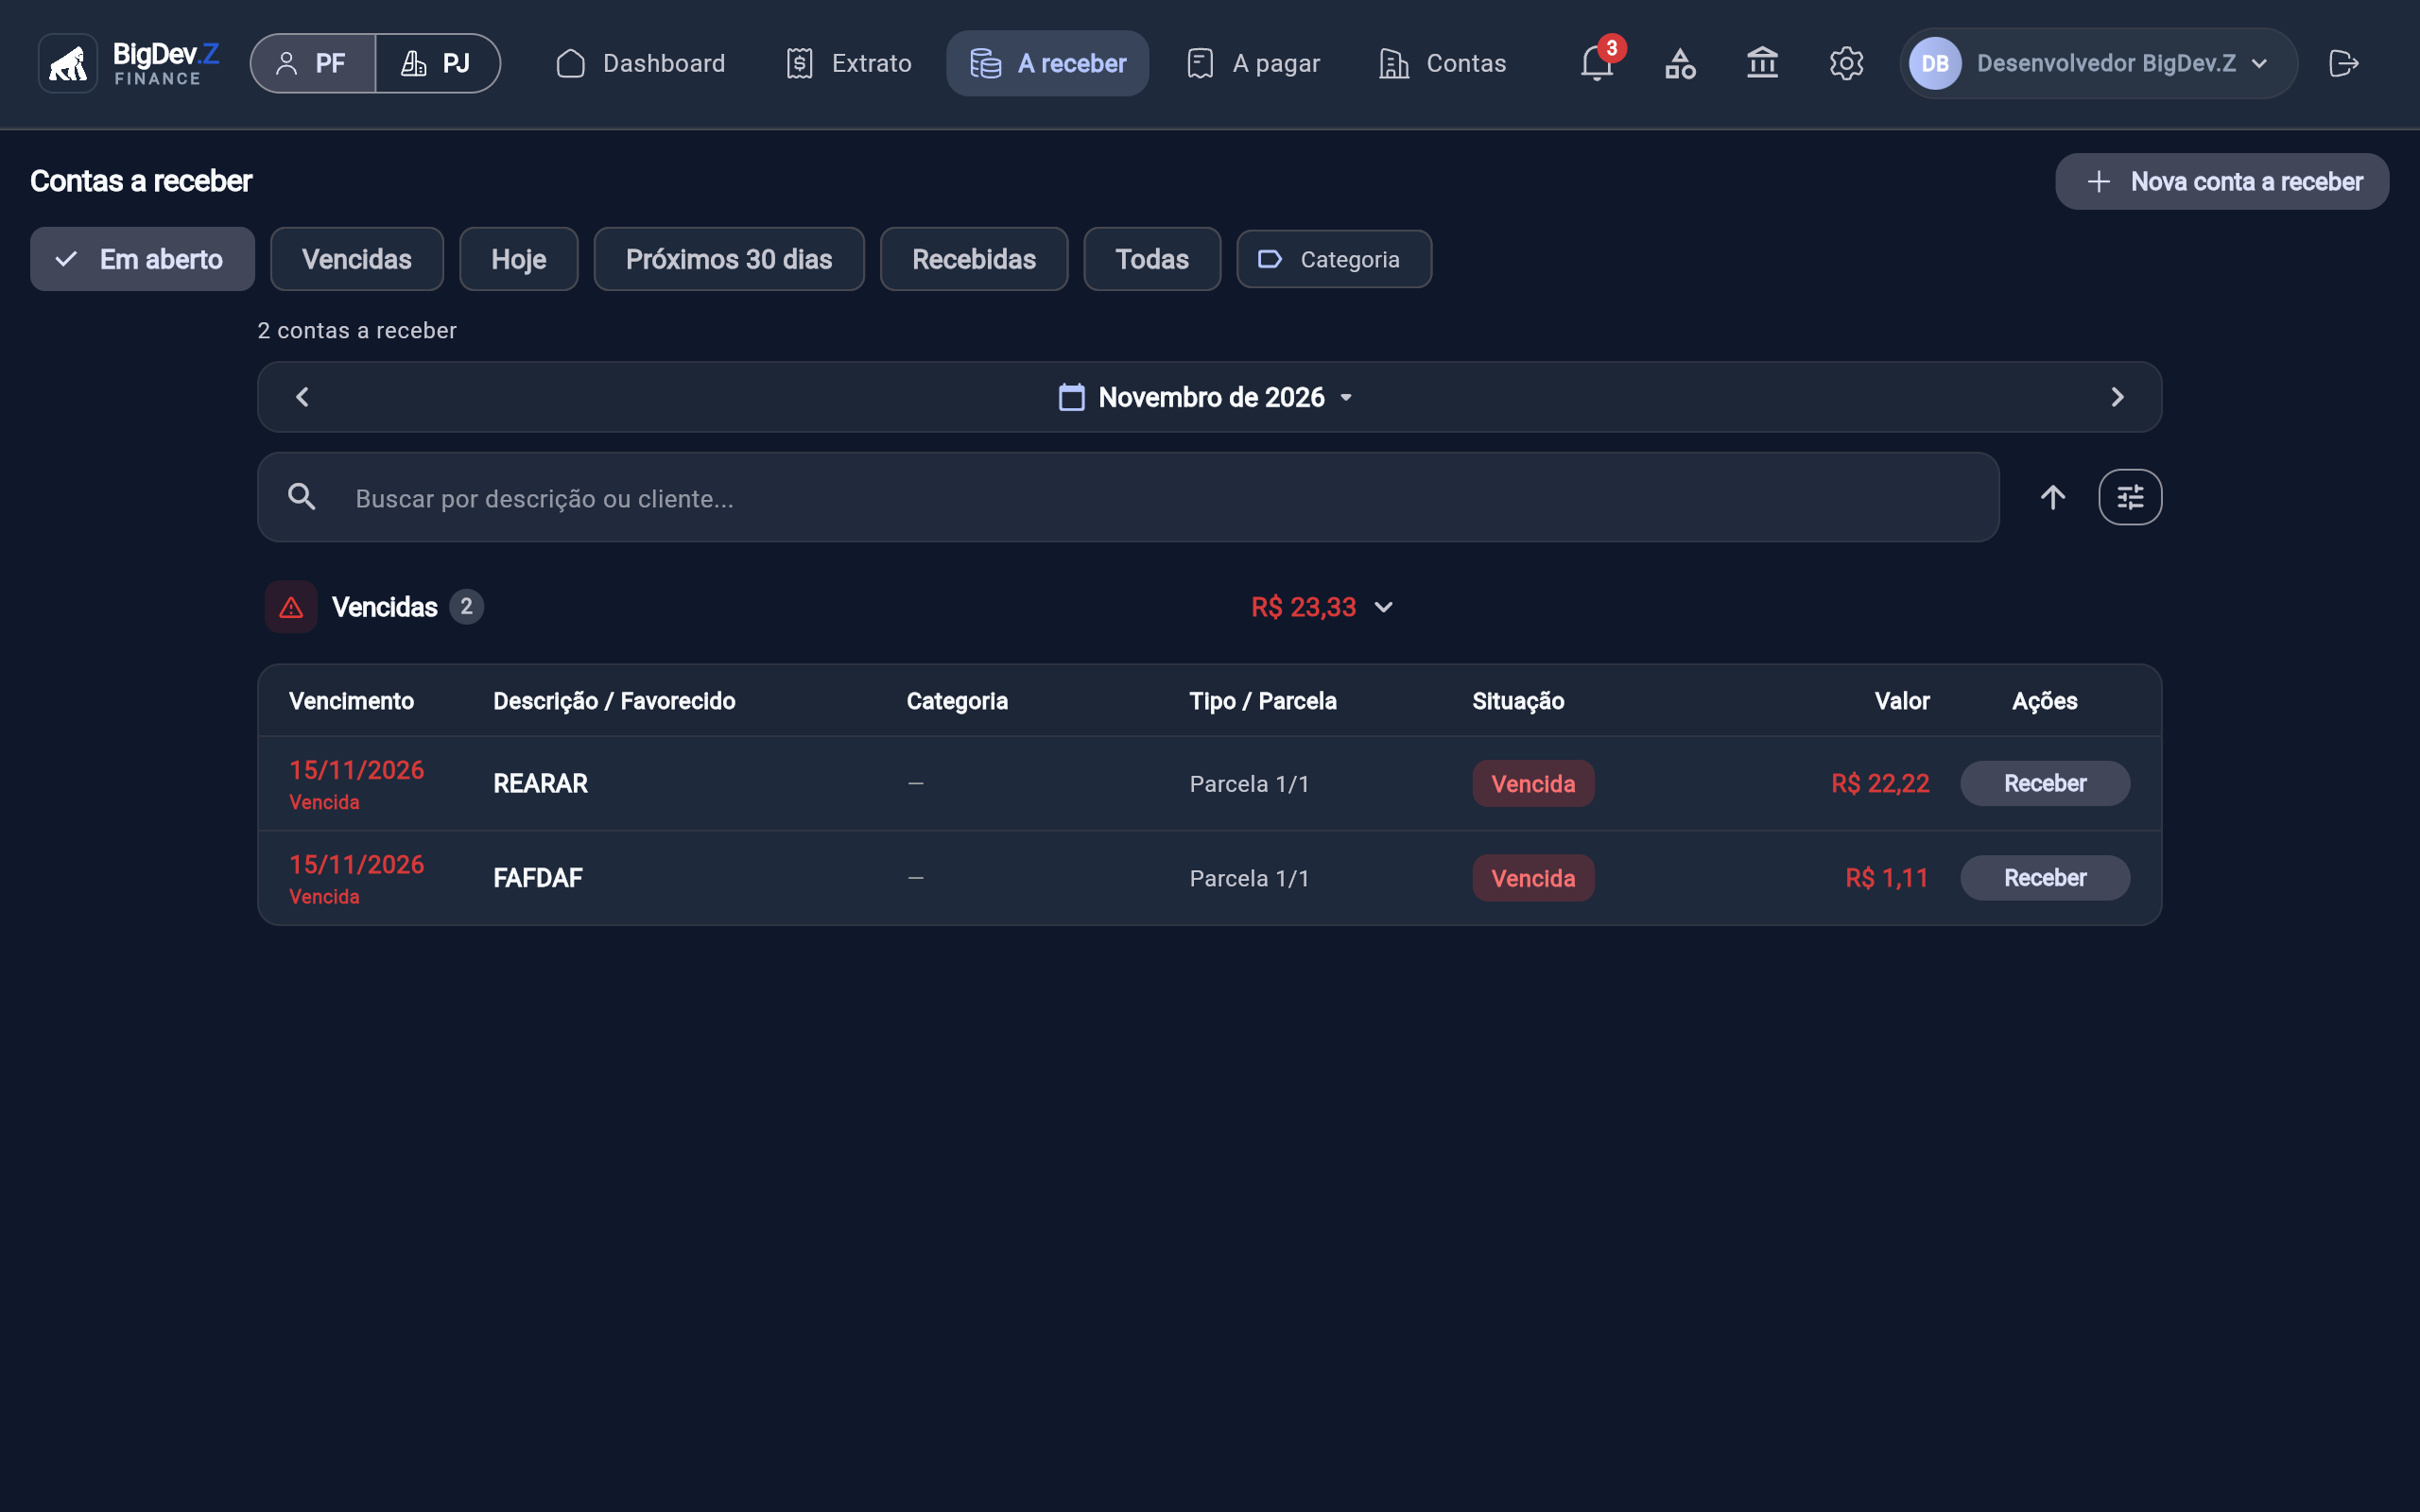 BigDev.Z
FINANCE
PF
PJ
Dashboard
Extrato
A receber
A pagar
Contas
3
DB
Desenvolvedor BigDev.Z
Contas a receber
Nova conta a receber
Em aberto
Vencidas
Hoje
Próximos 30 dias
Recebidas
Todas
Categoria
2 contas a receber
Novembro de 2026
Buscar por descrição ou cliente...
Vencidas 2
R$ 23,33
Vencimento
Descrição / Favorecido
Categoria
Tipo / Parcela
Situação
Valor
Ações
15/11/2026
Vencida
REARAR
—
Parcela 1/1
Vencida
R$ 22,22
Receber
15/11/2026
Vencida
FAFDAF
—
Parcela 1/1
Vencida
R$ 1,11
Receber